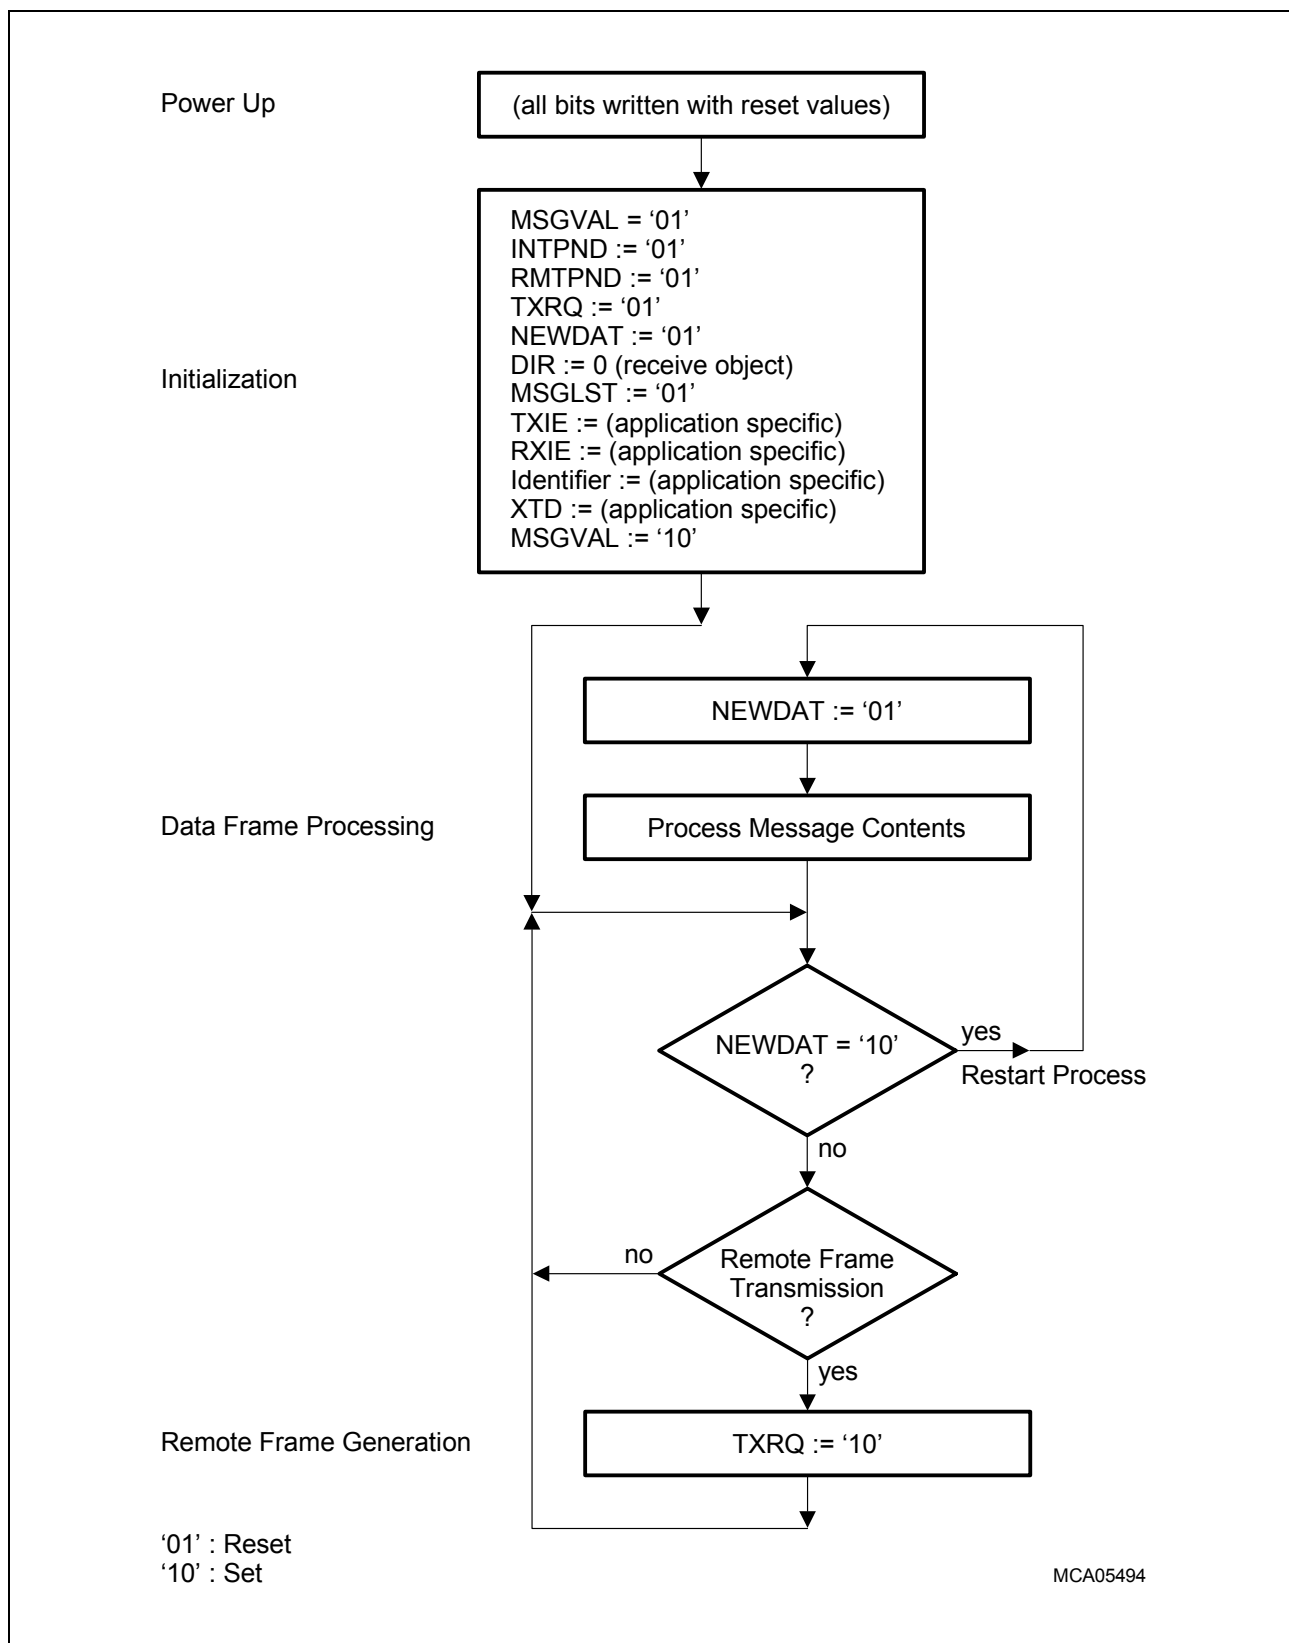 Power Up
(all bits written with reset values)
Initialization
MSGVAL = ‘01’
INTPND := ‘01’
RMTPND := ‘01’
TXRQ := ‘01’
NEWDAT := ‘01’
DIR := 0 (receive object)
MSGLST := ‘01’
TXIE := (application specific)
RXIE := (application specific)
Identifier := (application specific)
XTD := (application specific)
MSGVAL := ‘10’
NEWDAT := ‘01’
Data Frame Processing
Process Message Contents
NEWDAT = ‘10’
?
yes
Restart Process
no
Remote Frame
Transmission
?
no
yes
Remote Frame Generation
TXRQ := ‘10’
‘01’ : Reset
‘10’ : Set
MCA05494